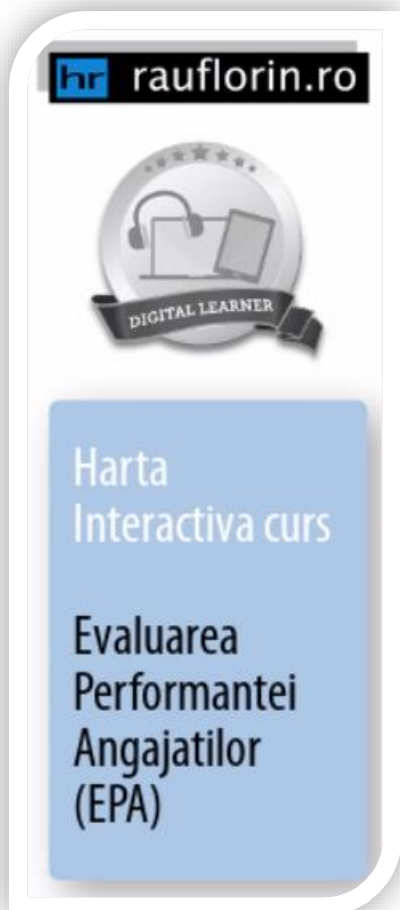 hr rauflorin.ro
DIGITAL LEARNER
Harta
Interactiva curs
Evaluarea
Performantei
Angajatilor
(EPA)